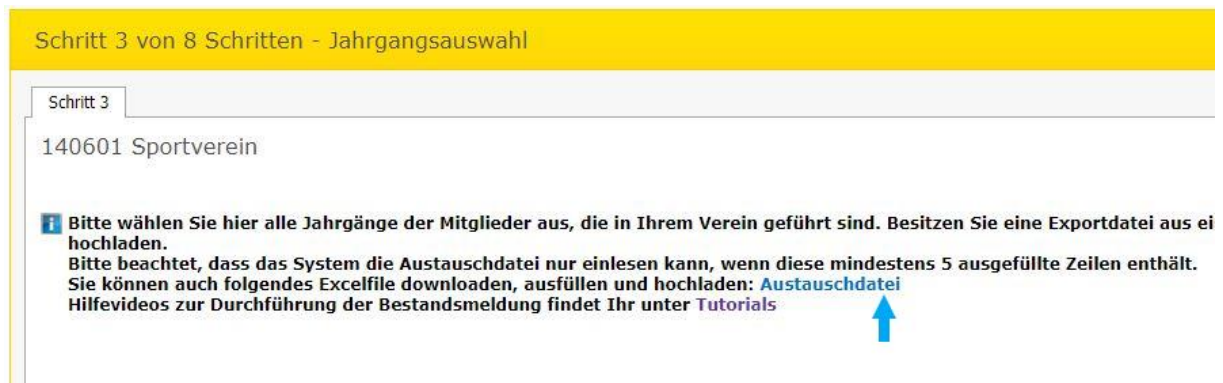 Schritt 3 von 8 Schritten - Jahrgangsauswahl
Schritt 3
140601 Sportverein
Bitte wählen Sie hier alle Jahrgänge der Mitglieder aus, die in Ihrem Verein geführt sind. Besitzen Sie eine Exportdatei aus ei
hochladen.
Bitte beachtet, dass das System die Austauschdatei nur einlesen kann, wenn diese mindestens 5 ausgefüllte Zeilen enthält.
Sie können auch folgendes Excelfile downloaden, ausfüllen und hochladen: Austauschdatei
Hilfevideos zur Durchführung der Bestandsmeldung findet Ihr unter Tutorials